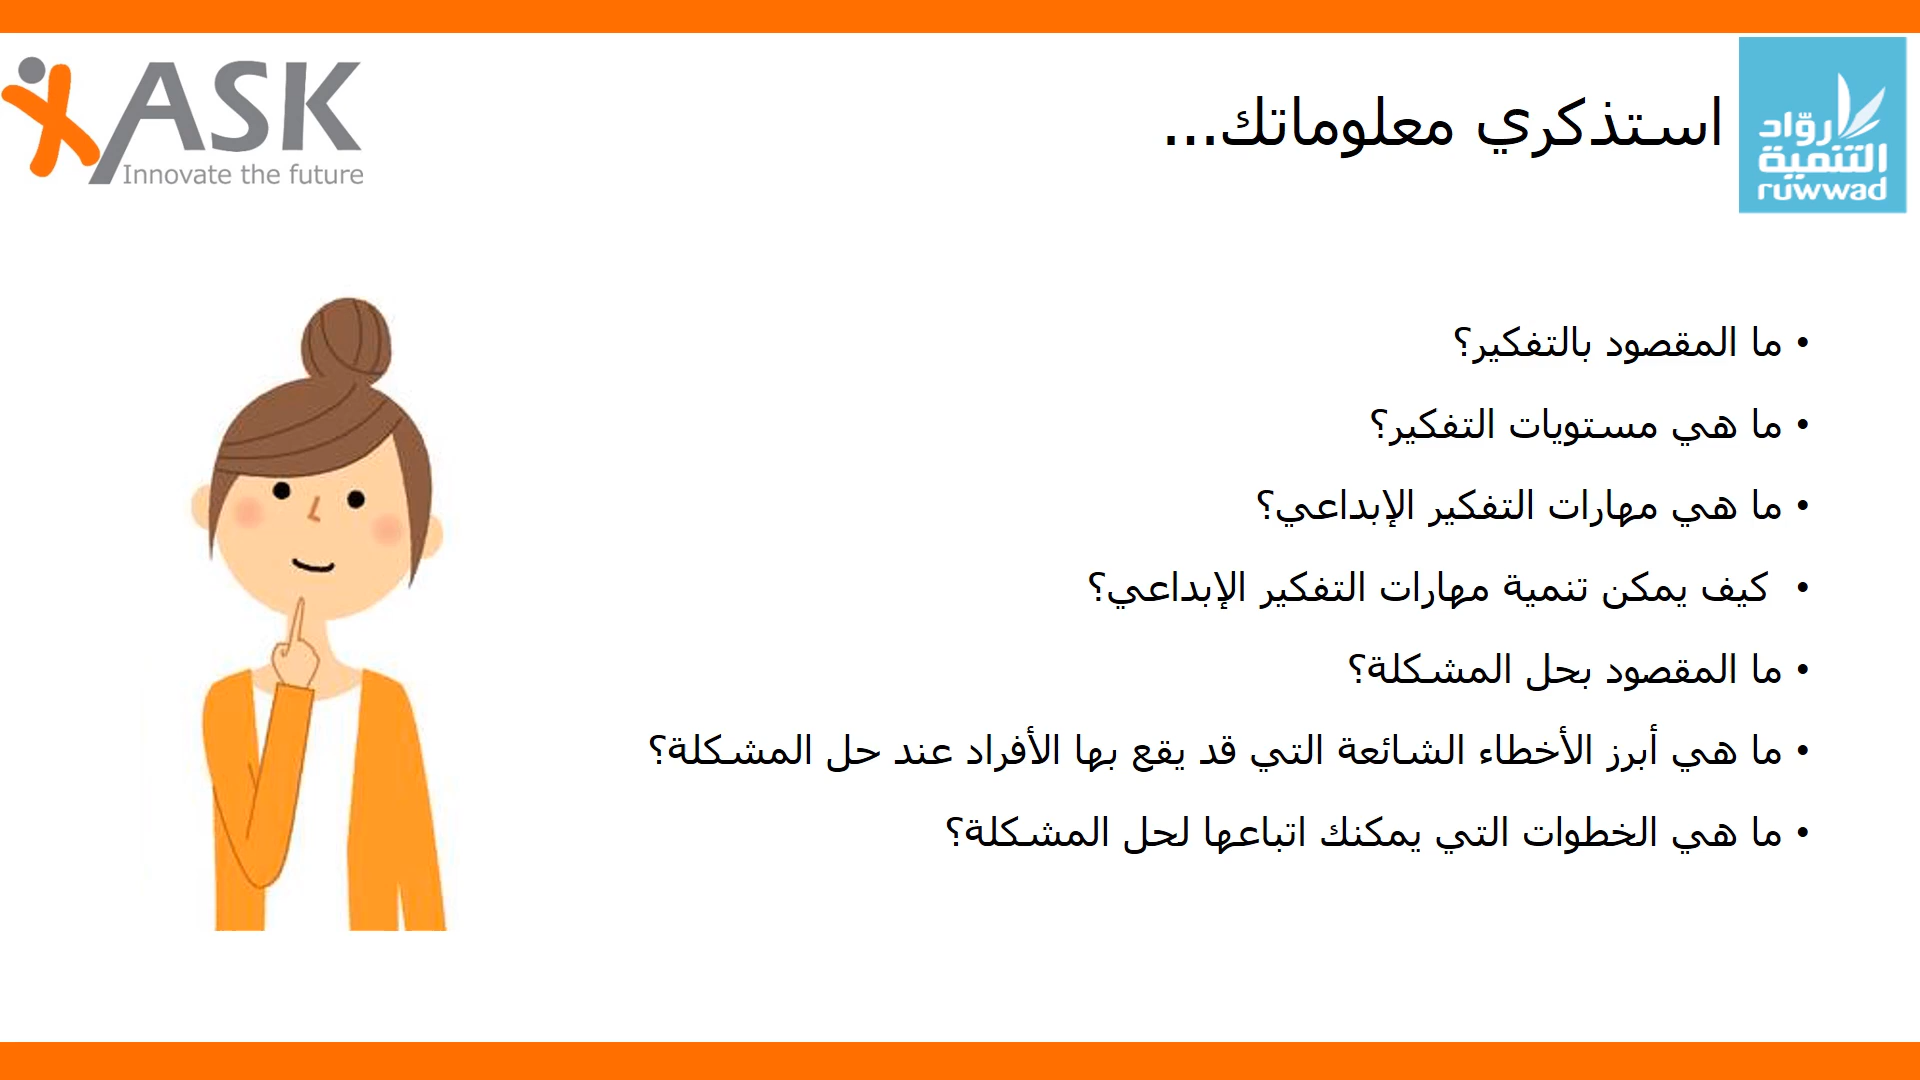 ASK
Innovate the future
استذكري معلوماتك...
روّاد
التنمية
ruwwad
• ما المقصود بالتفكير؟
• ما هي مستويات التفكير؟
• ما هي مهارات التفكير الإبداعي؟
• كيف يمكن تنمية مهارات التفكير الإبداعي؟
• ما المقصود بحل المشكلة؟
• ما هي أبرز الأخطاء الشائعة التي قد يقع بها الأفراد عند حل المشكلة؟
• ما هي الخطوات التي يمكنك اتباعها لحل المشكلة؟